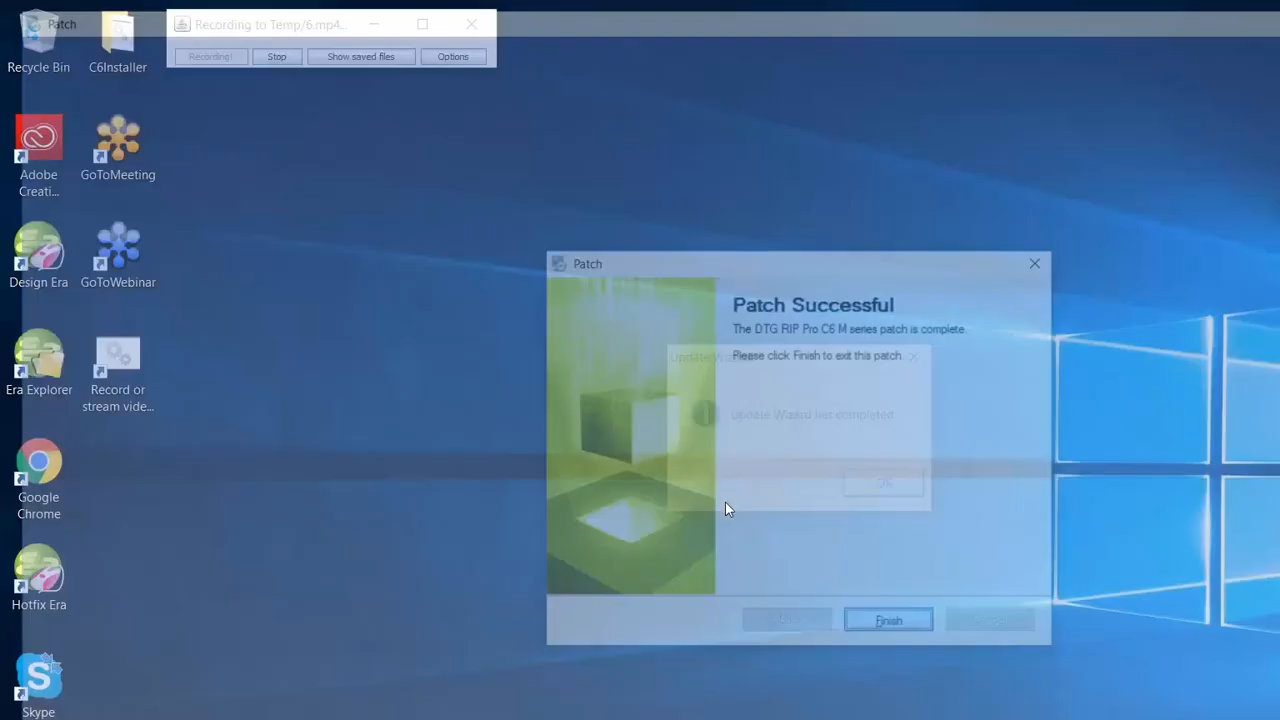 Patch
Recording to Temp/6.mp4...
Recording!
Stop
Show saved files
Options
Recycle Bin
C6Installer
Adobe
Creati...
GoToMeeting
Design Era
GoToWebinar
Era Explorer
Record or
stream vide...
Google
Chrome
Hotfix Era
Skype
Patch
Patch Successful
The DTG RIP Pro C6 M series patch is complete.
Please click Finish to exit this patch
Update Wizard has completed
OK
Finish